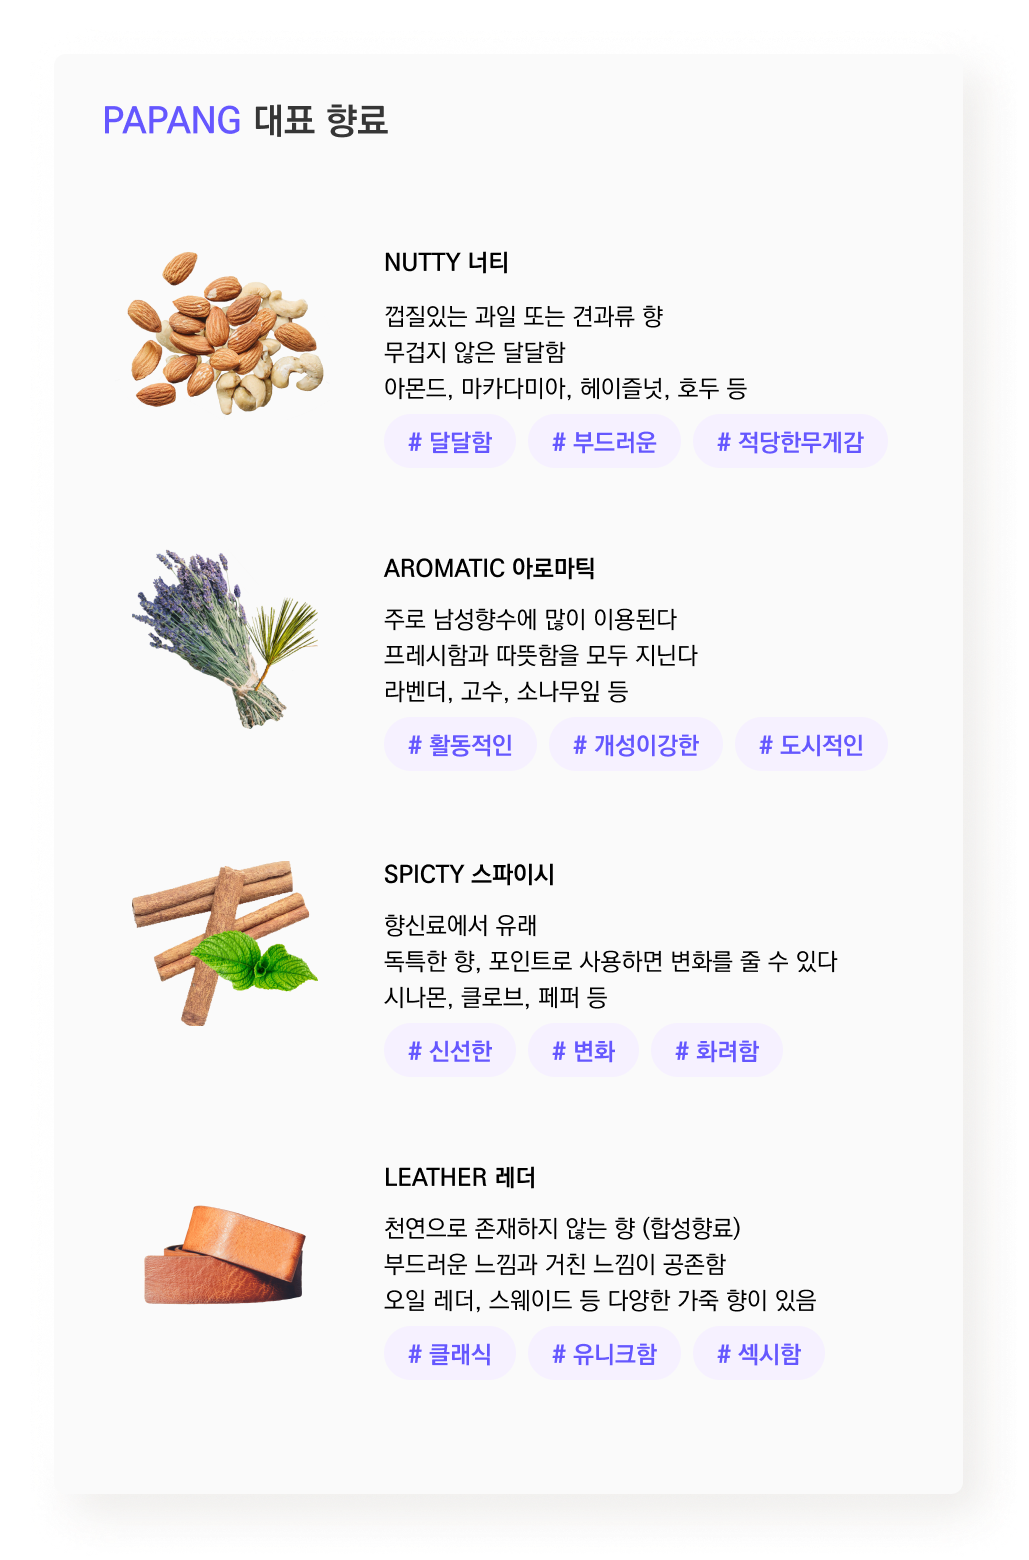 PAPANG 대표 향료
NUTTY 너티
껍질있는 과일 또는 견과류 향
무겁지 않은 달달함
아몬드, 마카다미아, 헤이즐넛, 호두 등
# 달달함 # 부드러운 # 적당한무게감
AROMATIC 아로마틱
주로 남성향수에 많이 이용된다
프레시함과 따뜻함을 모두 지닌다
라벤더, 고수, 소나무잎 등
# 활동적인 # 개성이강한 # 도시적인
SPICTY 스파이시
향신료에서 유래
독특한 향, 포인트로 사용하면 변화를 줄 수 있다
시나몬, 클로브, 페퍼 등
# 신선한 # 변화 # 화려함
LEATHER 레더
천연으로 존재하지 않는 향 (합성향료)
부드러운 느낌과 거친 느낌이 공존함
오일 레더, 스웨이드 등 다양한 가죽 향이 있음
# 클래식 # 유니크함 # 섹시함